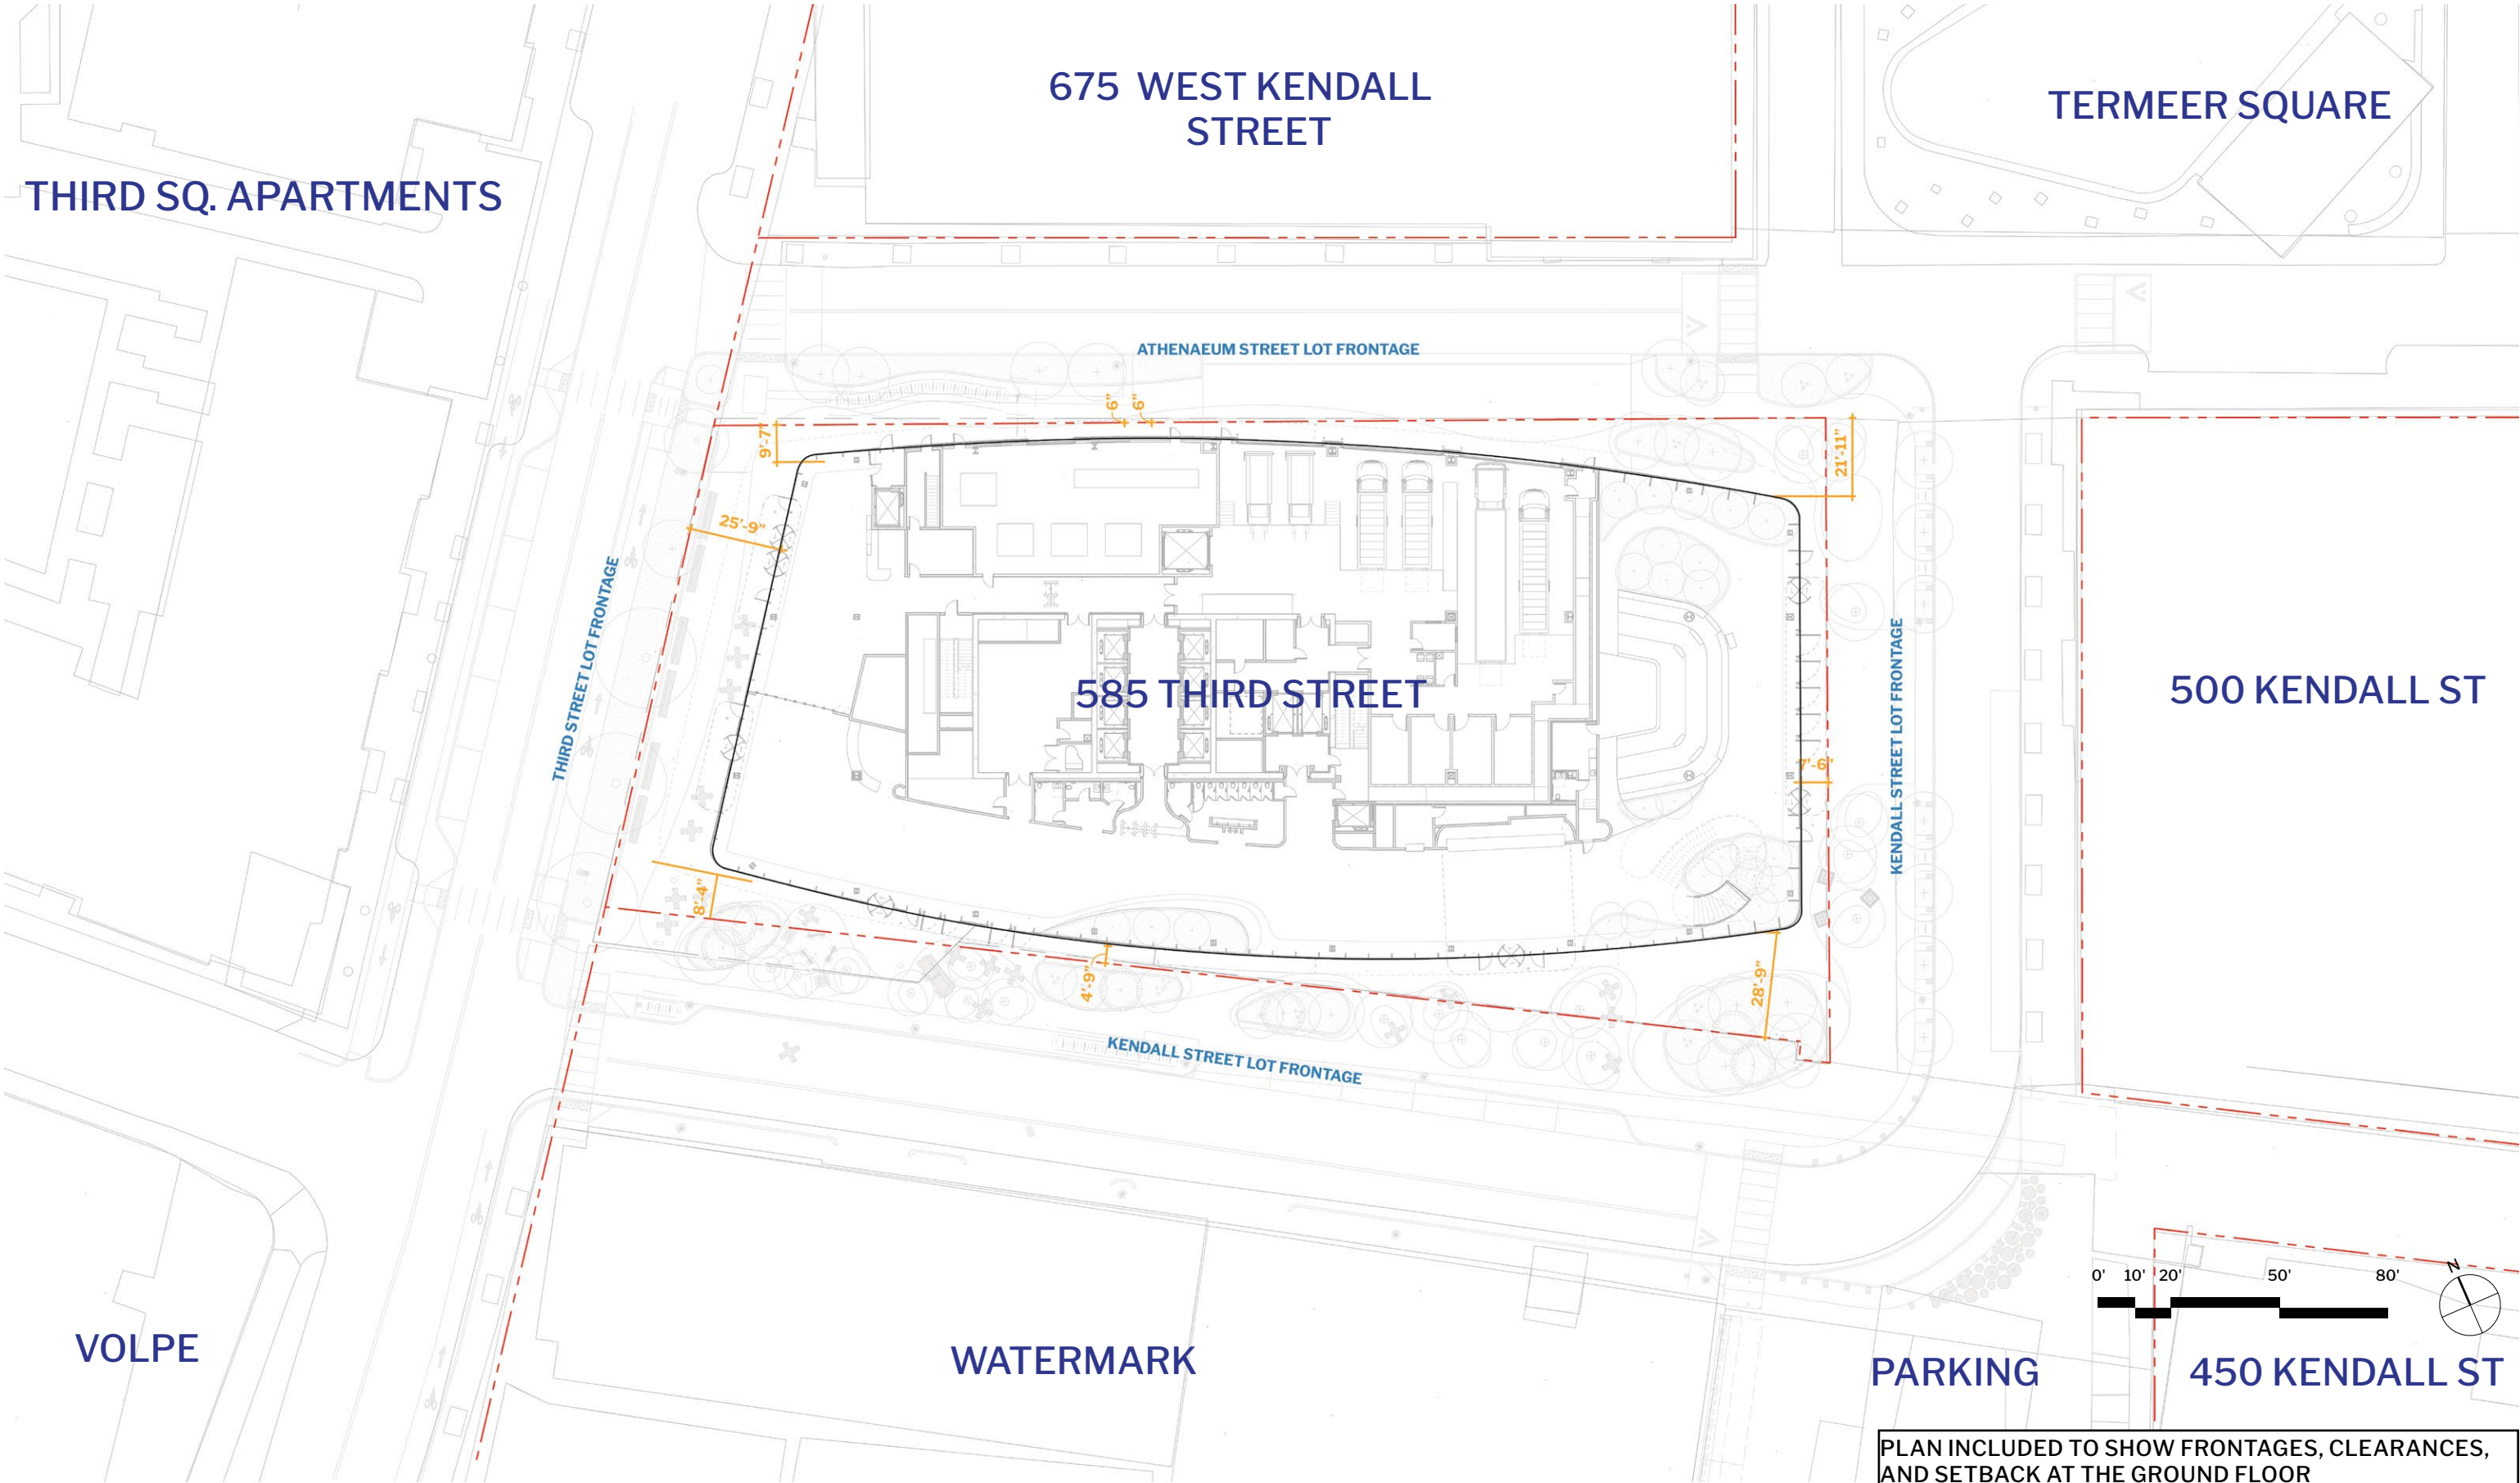 675 WEST KENDALL
STREET
TERMEER SQUARE
THIRD SQ. APARTMENTS
ATHENAEUM STREET LOT FRONTAGE
6"
6"
9'-7"
21'-11"
25'-9"
THIRD STREET LOT FRONTAGE
KENDALL STREET LOT FRONTAGE
585 THIRD STREET
500 KENDALL ST
7'-6"
8'-4"
4'-9"
28'-9"
KENDALL STREET LOT FRONTAGE
0' 10' 20' 50' 80'
N
VOLPE
WATERMARK
PARKING
450 KENDALL ST
PLAN INCLUDED TO SHOW FRONTAGES, CLEARANCES,
AND SETBACK AT THE GROUND FLOOR